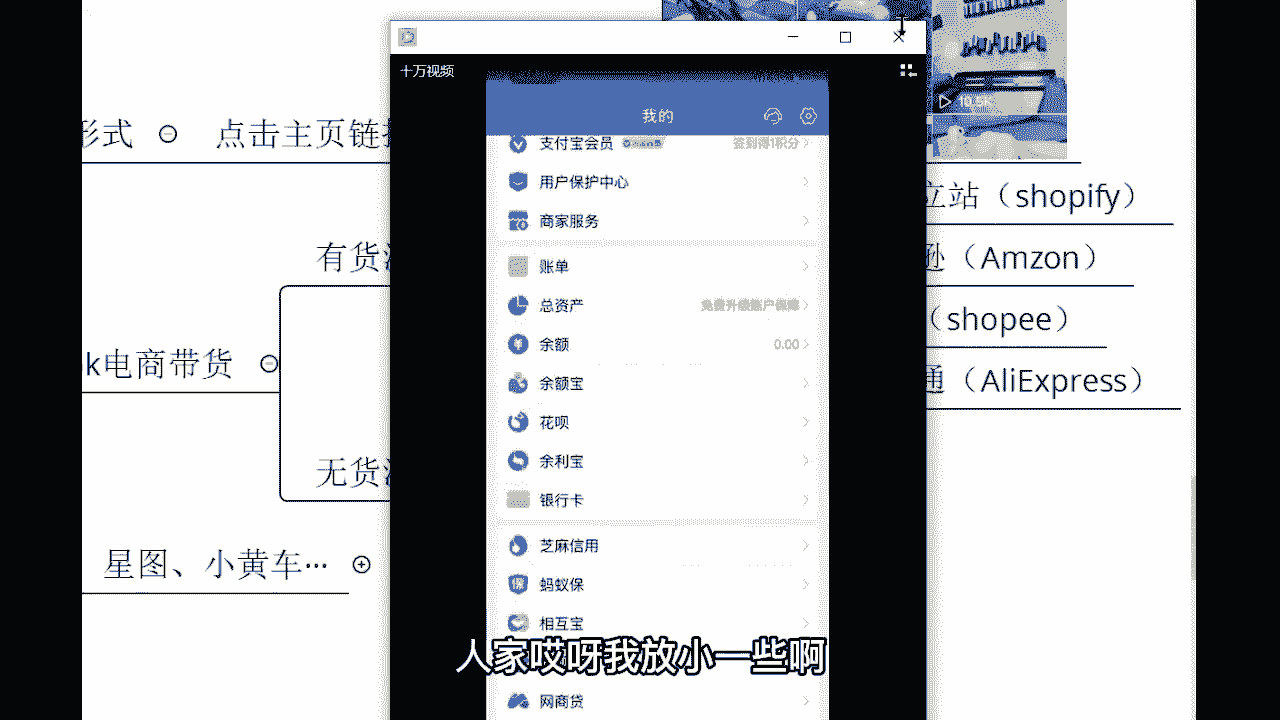 十万视频
我的
支付宝会员
签到得1积分
用户保护中心
商家服务
账单
总资产
免费升级账户保障
余额
0.00
余额宝
花呗
余利宝
银行卡
芝麻信用
蚂蚁保
相互宝
网商贷
形式
点击主页链
有货
k电商带货
无货
星图、小黄车…
10.5K
立站（shopify）
逊（Amzon）
（shopee）
通（AliExpress）
人家哎呀我放小一些啊